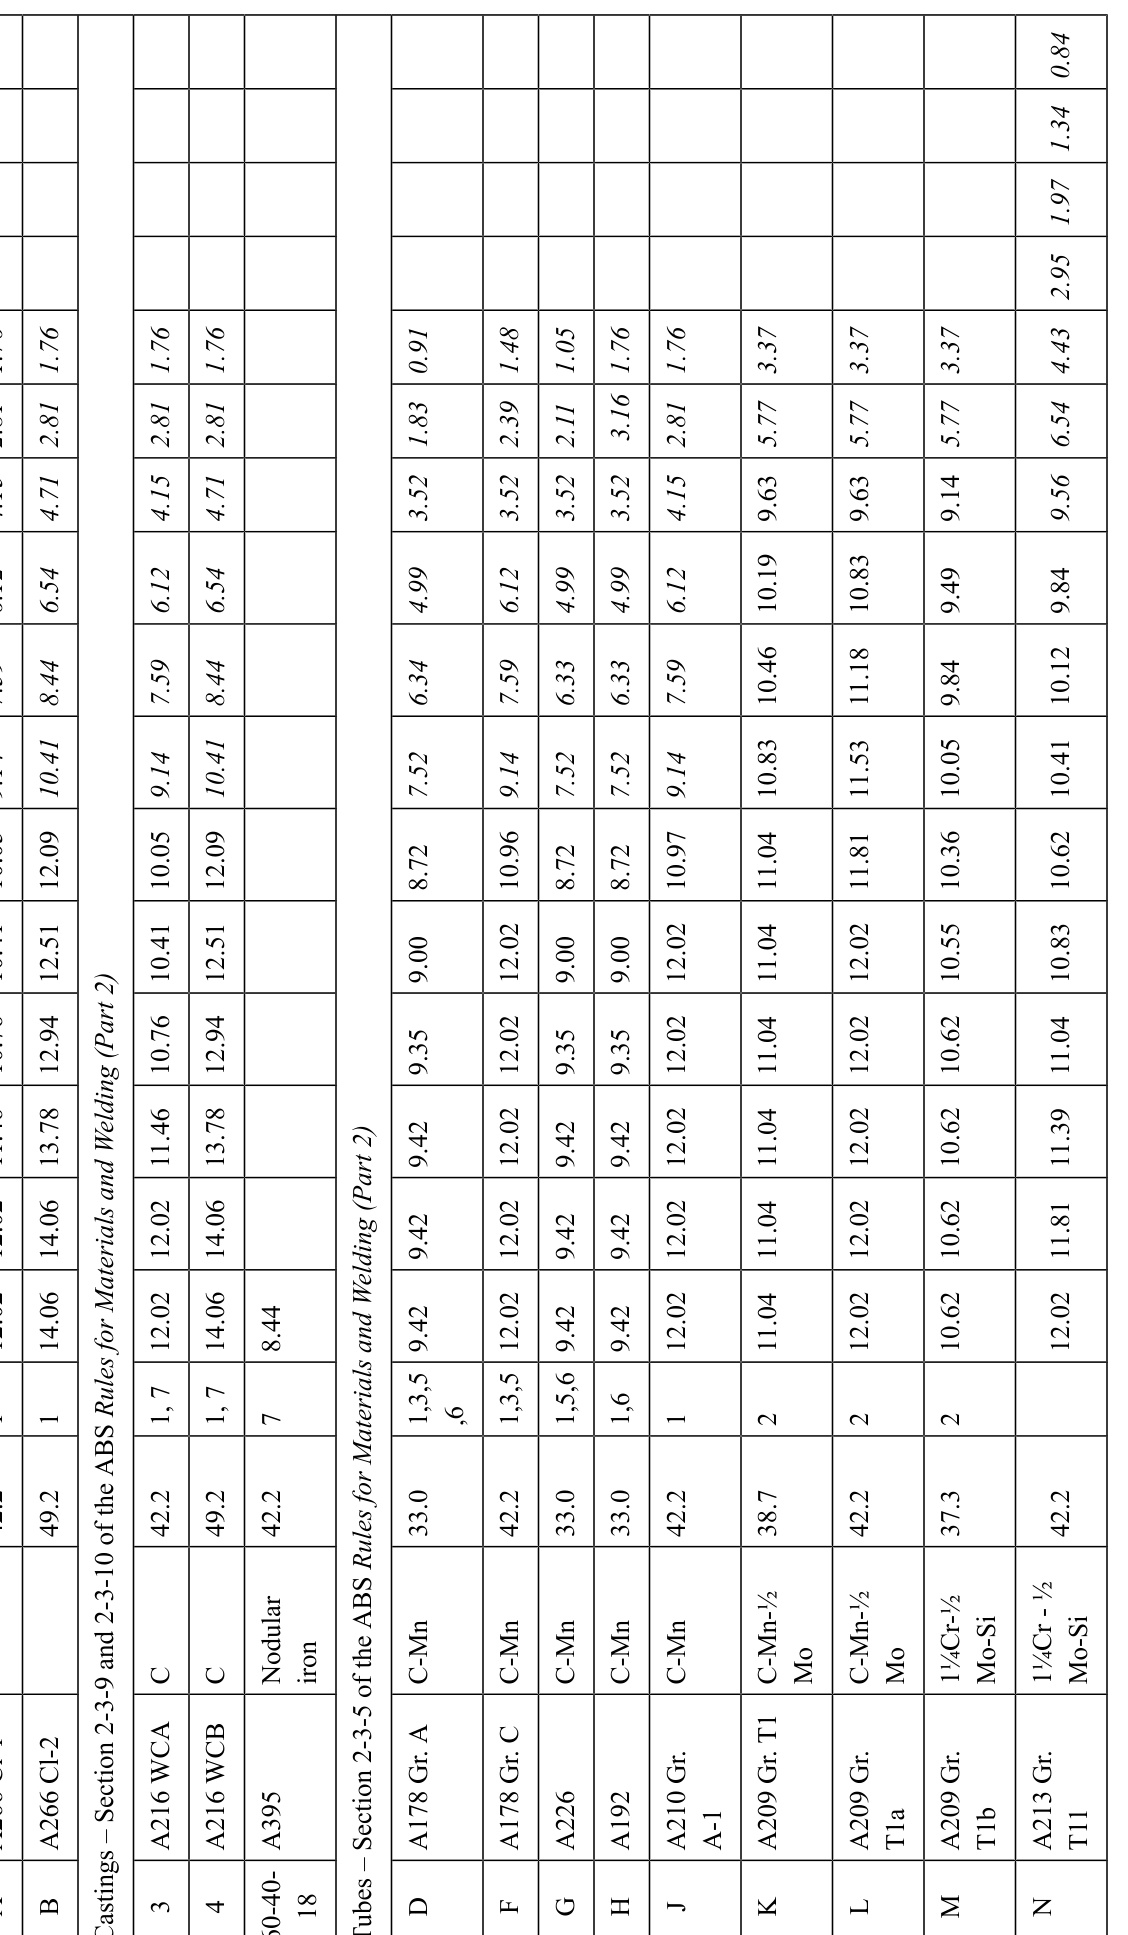 B A266 Cl-2 49.2 1 14.06 14.06 13.78 12.94 12.51 12.09 10.41 8.44 6.54 4.71 2.81 1.76
Castings – Section 2-3-9 and 2-3-10 of the ABS Rules for Materials and Welding (Part 2)
3 A216 WCA C 42.2 1, 7 12.02 12.02 11.46 10.76 10.41 10.05 9.14 7.59 6.12 4.15 2.81 1.76
4 A216 WCB C 49.2 1, 7 14.06 14.06 13.78 12.94 12.51 12.09 10.41 8.44 6.54 4.71 2.81 1.76
60-40- A395 Nodular 42.2 7 8.44
18 iron
Tubes – Section 2-3-5 of the ABS Rules for Materials and Welding (Part 2)
D A178 Gr. A C-Mn 33.0 1,3,5 9.42 9.42 9.42 9.35 9.00 8.72 7.52 6.34 4.99 3.52 1.83 0.91
,6
F A178 Gr. C C-Mn 42.2 1,3,5 12.02 12.02 12.02 12.02 12.02 10.96 9.14 7.59 6.12 3.52 2.39 1.48
G A226 C-Mn 33.0 1,5,6 9.42 9.42 9.42 9.35 9.00 8.72 7.52 6.33 4.99 3.52 2.11 1.05
H A192 C-Mn 33.0 1,6 9.42 9.42 9.42 9.35 9.00 8.72 7.52 6.33 4.99 3.52 3.16 1.76
J A210 Gr. C-Mn 42.2 1 12.02 12.02 12.02 12.02 12.02 10.97 9.14 7.59 6.12 4.15 2.81 1.76
A-1
K A209 Gr. T1 C-Mn-½ 38.7 2 11.04 11.04 11.04 11.04 11.04 11.04 10.83 10.46 10.19 9.63 5.77 3.37
Mo
L A209 Gr. C-Mn-½ 42.2 2 12.02 12.02 12.02 12.02 12.02 11.81 11.53 11.18 10.83 9.63 5.77 3.37
T1a Mo
M A209 Gr. 1¼Cr-½ 37.3 2 10.62 10.62 10.62 10.62 10.55 10.36 10.05 9.84 9.49 9.14 5.77 3.37
T1b Mo-Si
N A213 Gr. 1¼Cr - ½ 42.2 12.02 11.81 11.39 11.04 10.83 10.62 10.41 10.12 9.84 9.56 6.54 4.43 2.95 1.97 1.34 0.84
T11 Mo-Si